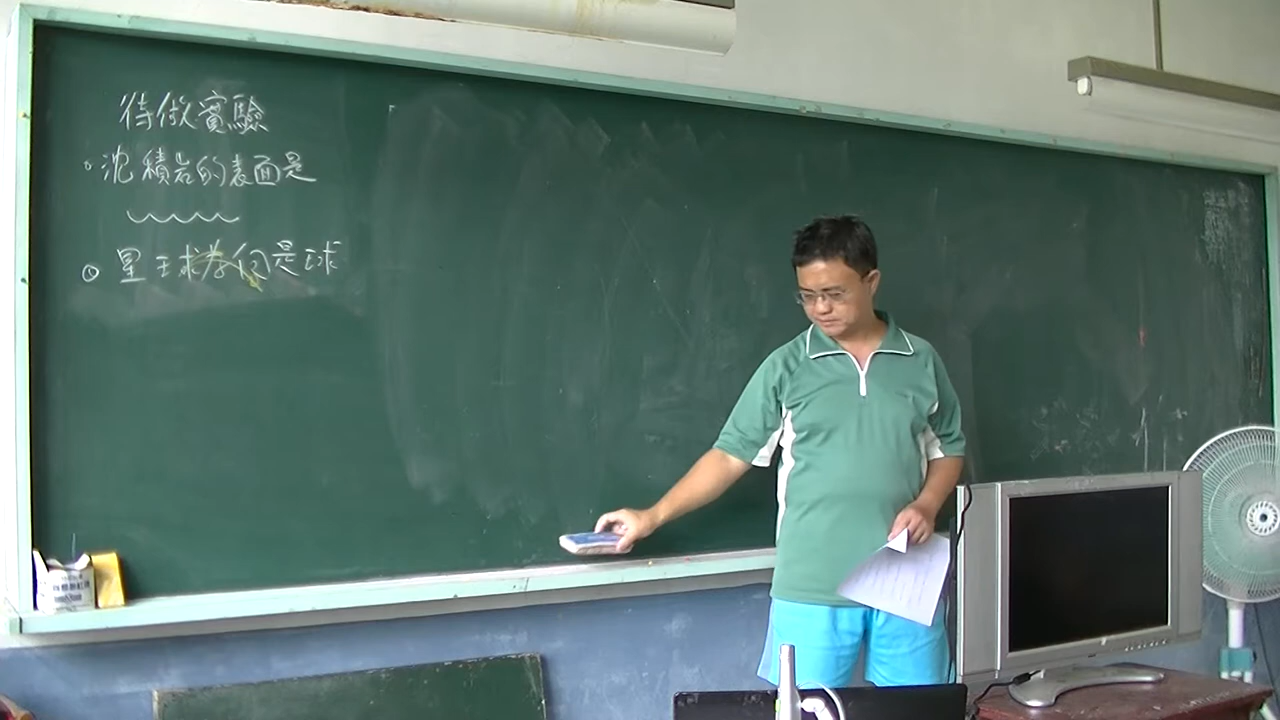 待做實驗
·沈積岩的表面是
⊙星球為何是球